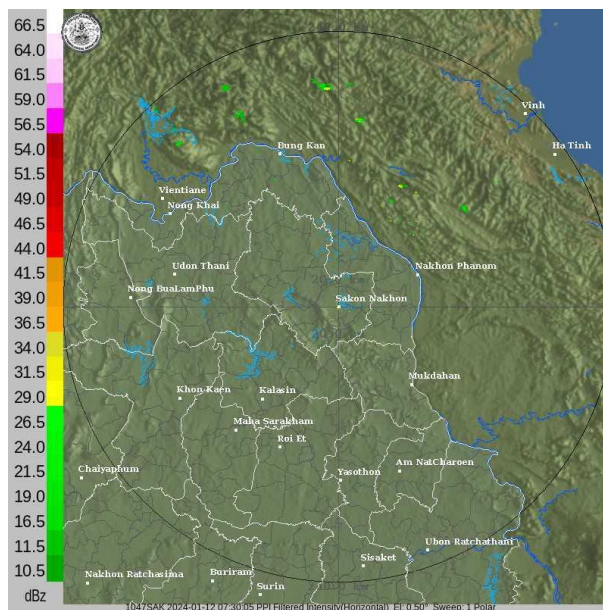 66.5
64.0
61.5
59.0
56.5
54.0
51.5
49.0
46.5
44.0
41.5
39.0
36.5
34.0
31.5
29.0
26.5
24.0
21.5
19.0
16.5
14.0
11.5
10.5
dBz
Vinh
Ha Tinh
Bung Kan
Vientiane
Nong Khai
Udon Thani
Nakhon Phanom
Nong BuaLamPhu
Sakon Nakhon
Mukdahan
Khon Kaen
Kalasin
Maha Sarakham
Roi Et
Chaiyaphum
Yasothon
Am NatCharoen
Ubon Ratchathani
Sisaket
Nakhon Ratchasima
Buriram
Surin
1047SAK 2024-01-12 07:30:05 PPI Filtered Intensity(Horizontal) El: 0.50° Sweep: 1 Polar